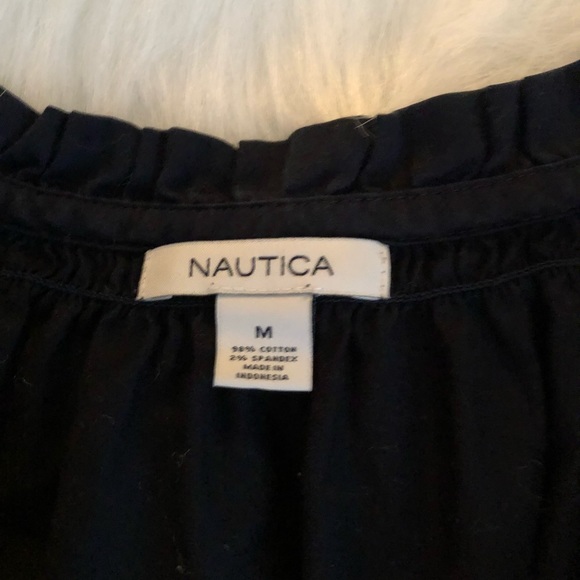 NAUTICA
M
98% COTTON
2% SPANDEX
MADE IN
INDONESIA